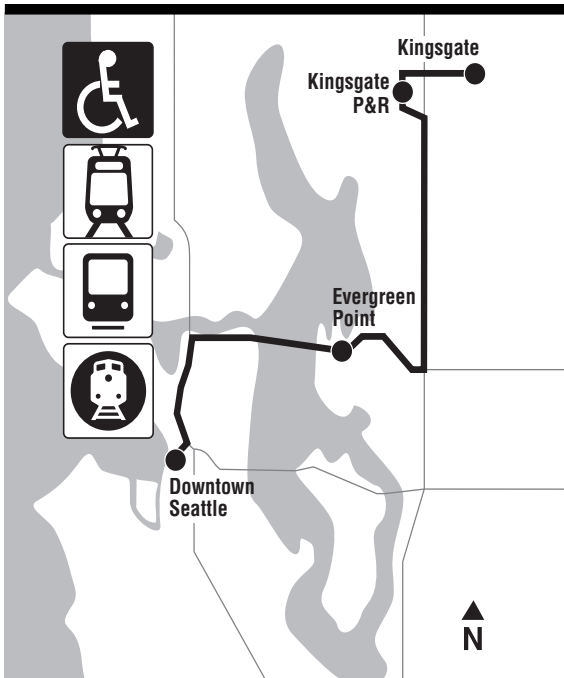 Kingsgate
Kingsgate
P&R
Evergreen
Point
Downtown
Seattle
N